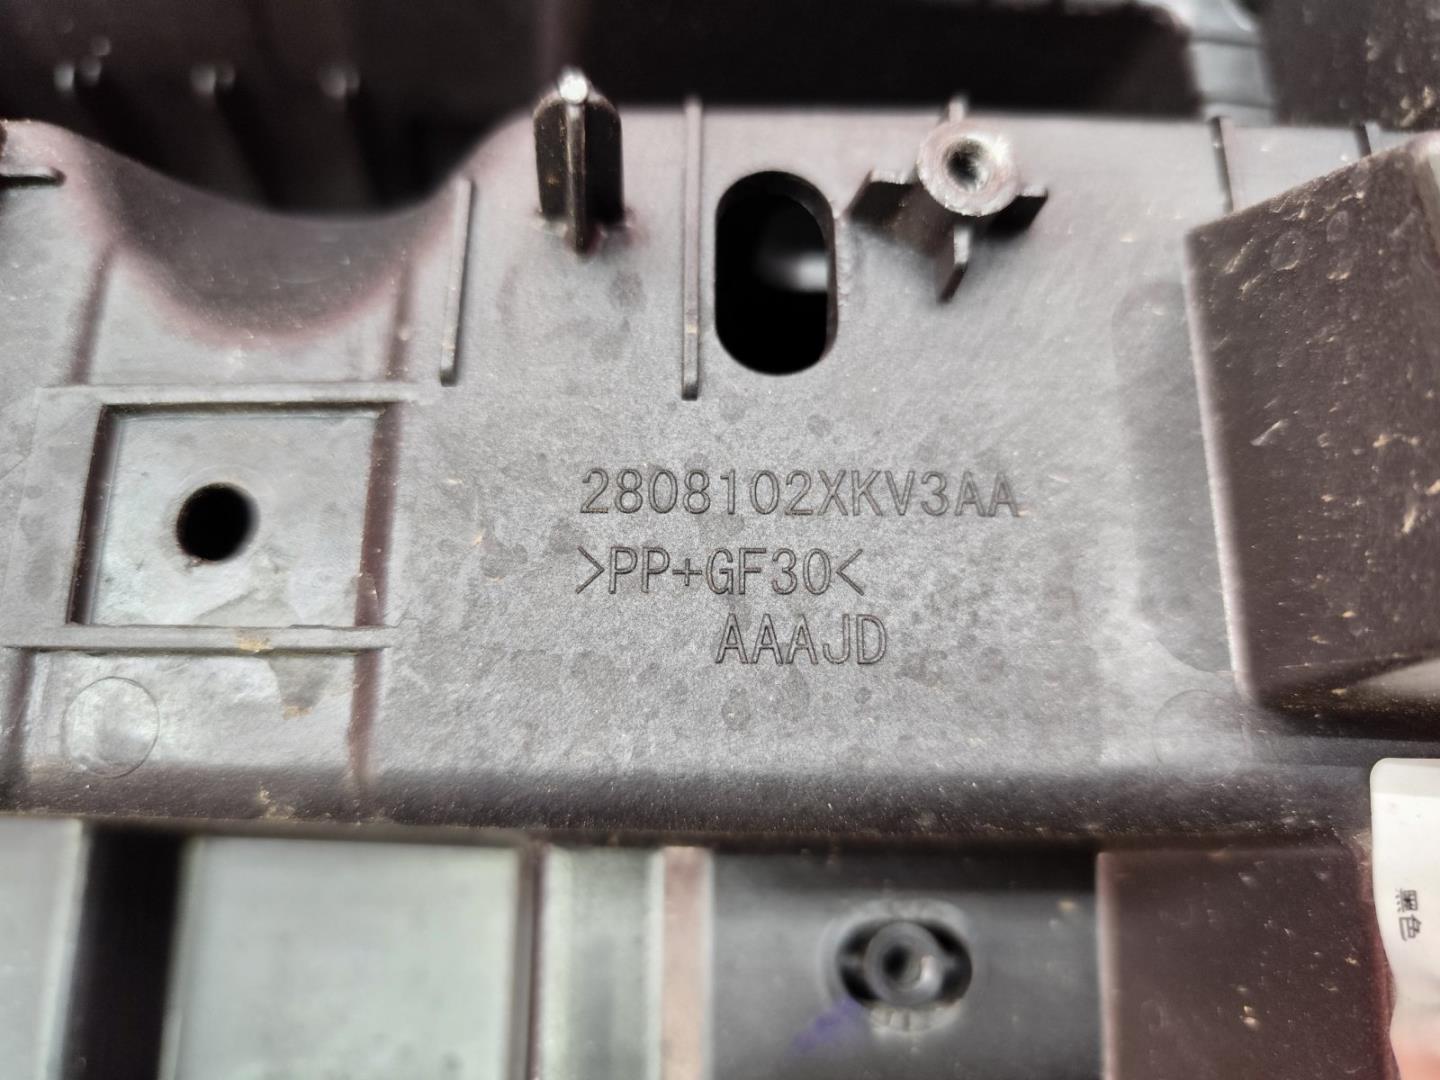 2808102XKV3AA
>PP+GF30<
AAAJD
黑色